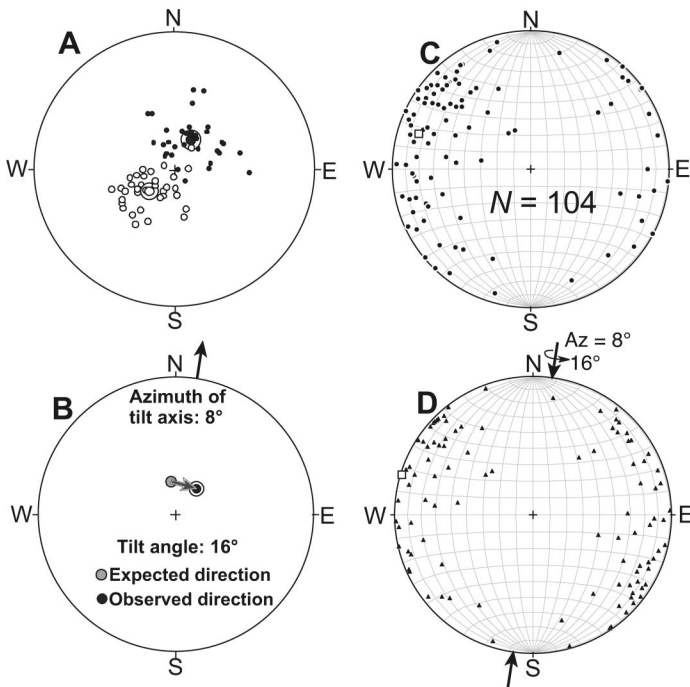 A
N
W
E
S
C
N
W
E
N = 104
S
B
N
Azimuth of
tilt axis: 8°
W
E
Tilt angle: 16°
Expected direction
Observed direction
S
D
N
Az = 8°
16°
W
E
S